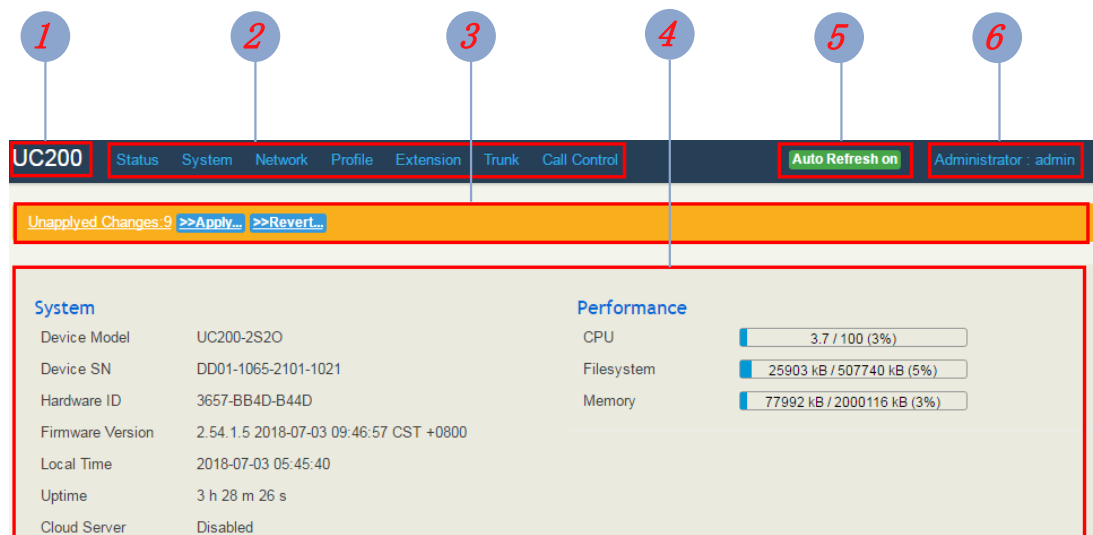 1 2 3 4 5 6
UC200 Status System Network Profile Extension Trunk Call Control Auto Refresh on Administrator : admin
Unapplyed Changes:9 >>Apply... >>Revert...
System Performance
Device Model UC200-2S2O CPU 3.7 / 100 (3%)
Device SN DD01-1065-2101-1021 Filesystem 25903 kB / 507740 kB (5%)
Hardware ID 3657-BB4D-B44D Memory 77992 kB / 2000116 kB (3%)
Firmware Version 2.54.1.5 2018-07-03 09:46:57 CST +0800
Local Time 2018-07-03 05:45:40
Uptime 3 h 28 m 26 s
Cloud Server Disabled